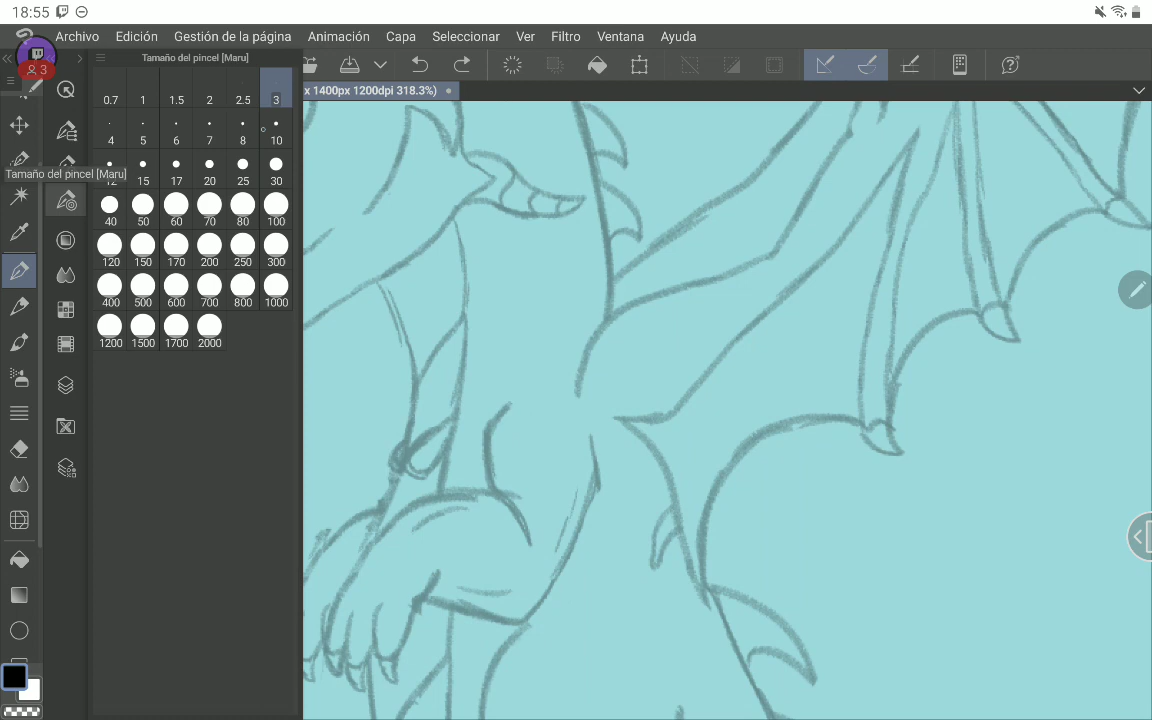 18:55
Archivo Edición Gestión de la página Animación Capa Seleccionar Ver Filtro Ventana Ayuda
3
Tamaño del pincel [Maru]
x 1400px 1200dpi 318.3%)
0.7 1 1.5 2 2.5 3
4 5 6 7 8 10
Tamaño del pincel [Maru]
12 15 17 20 25 30
40 50 60 70 80 100
120 150 170 200 250 300
400 500 600 700 800 1000
1200 1500 1700 2000